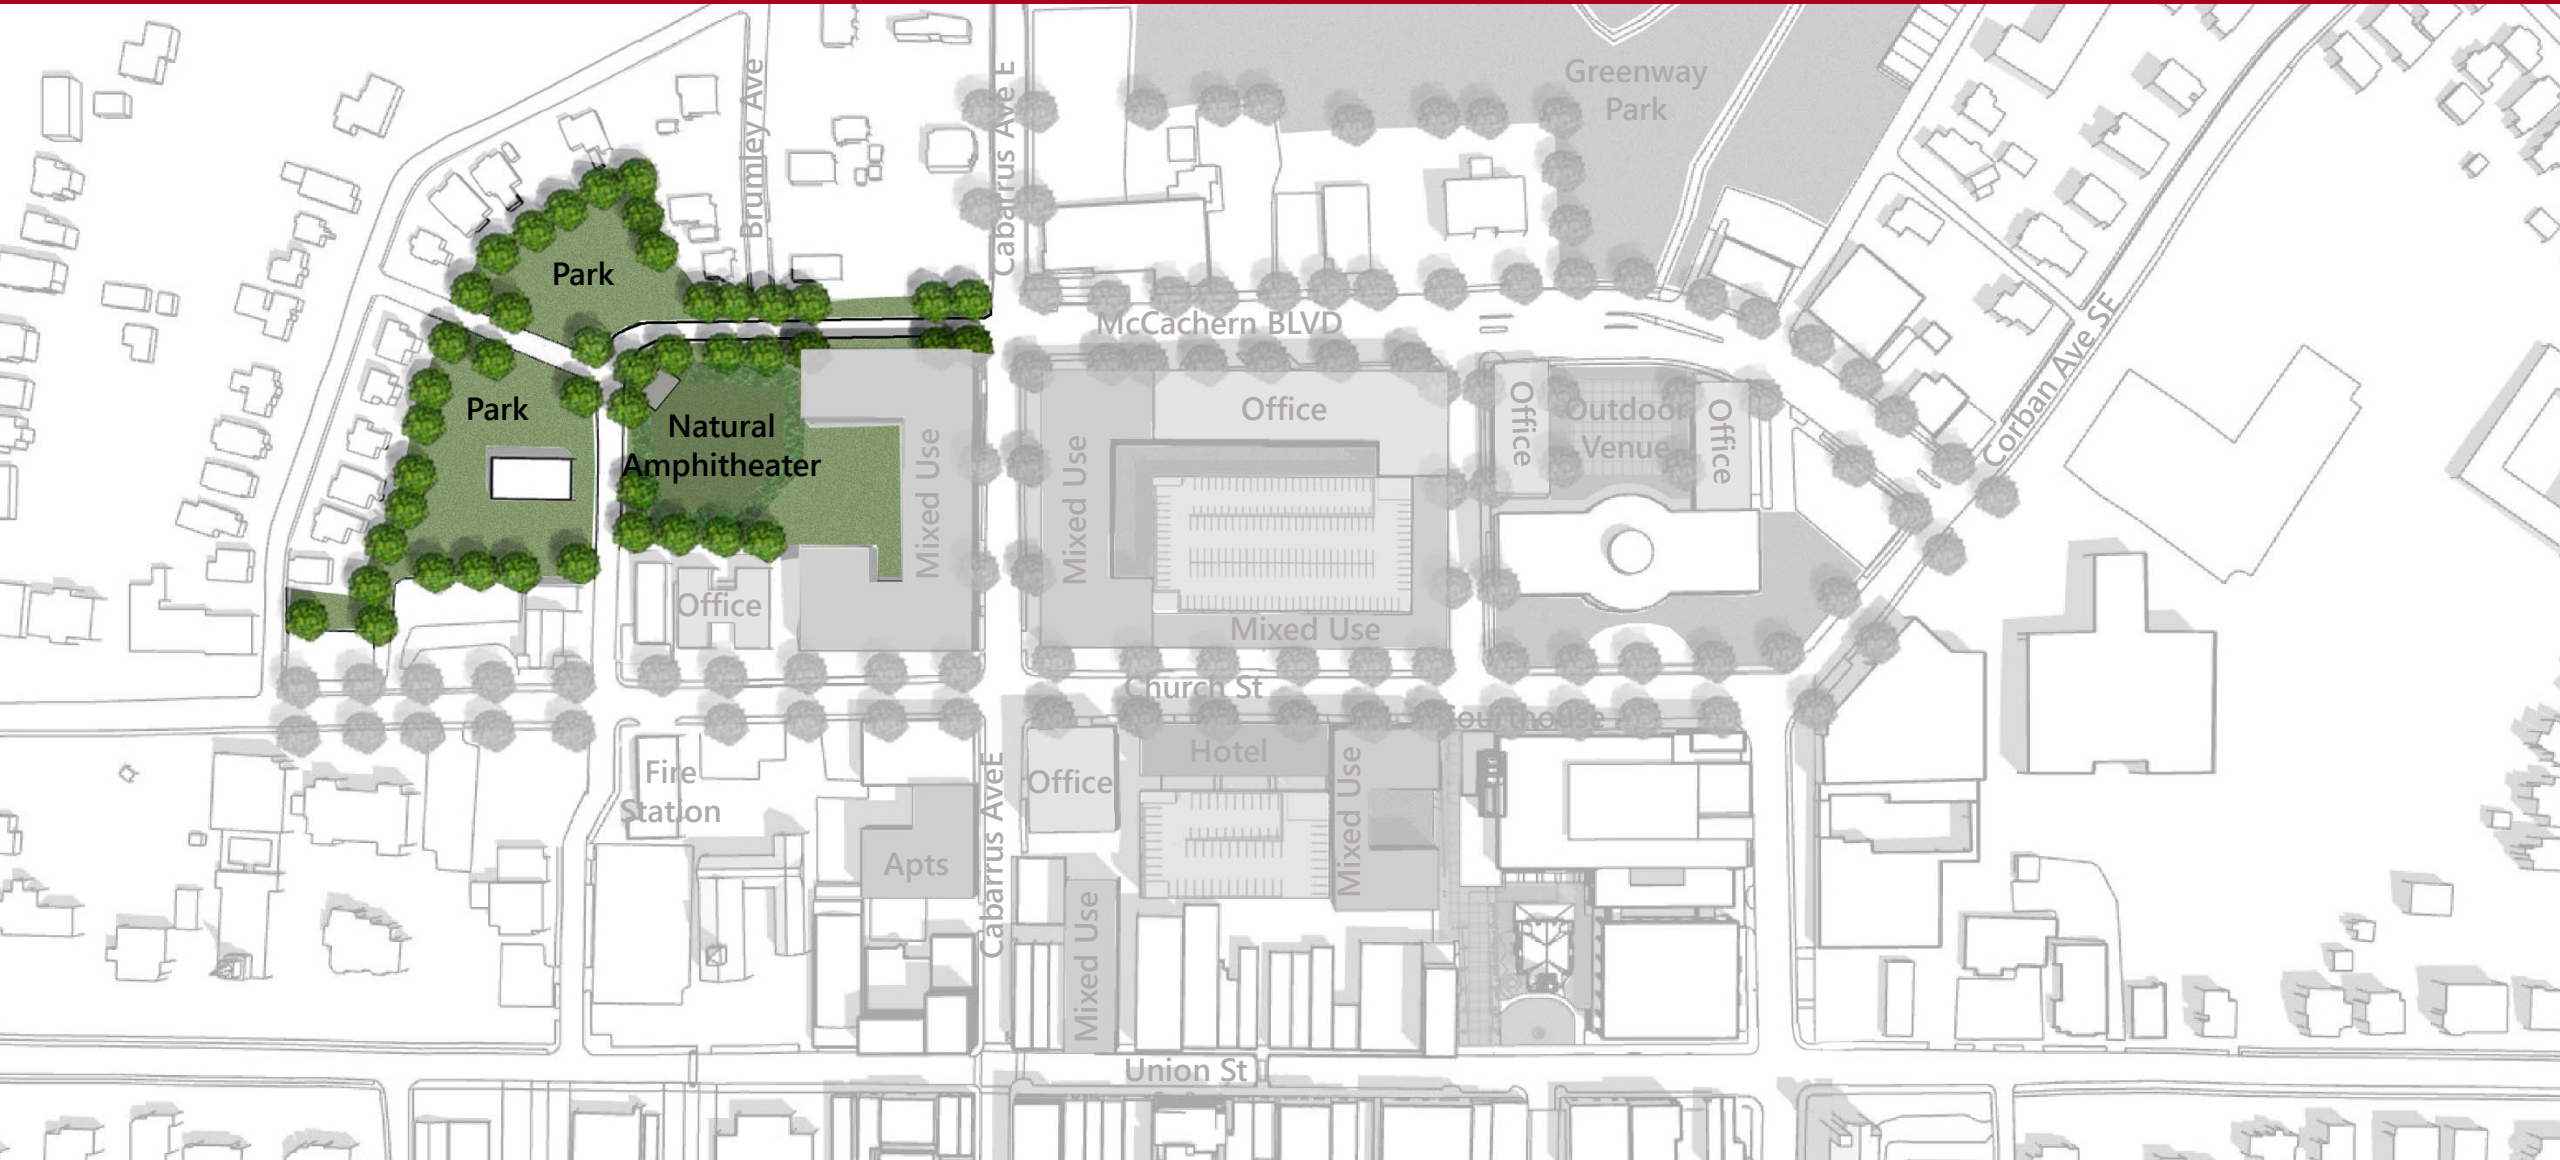 Greenway
Park
Brumley Ave
Cabarrus Ave E
Park
McCachern BLVD
Park
Natural
Amphitheater
Mixed Use
Mixed Use
Office
Office
Outdoor
Venue
Office
Corban Ave SE
Office
Mixed Use
Church St
Courthouse
Fire
Station
Apts
Cabarrus AveE
Office
Hotel
Mixed Use
Mixed Use
Union St